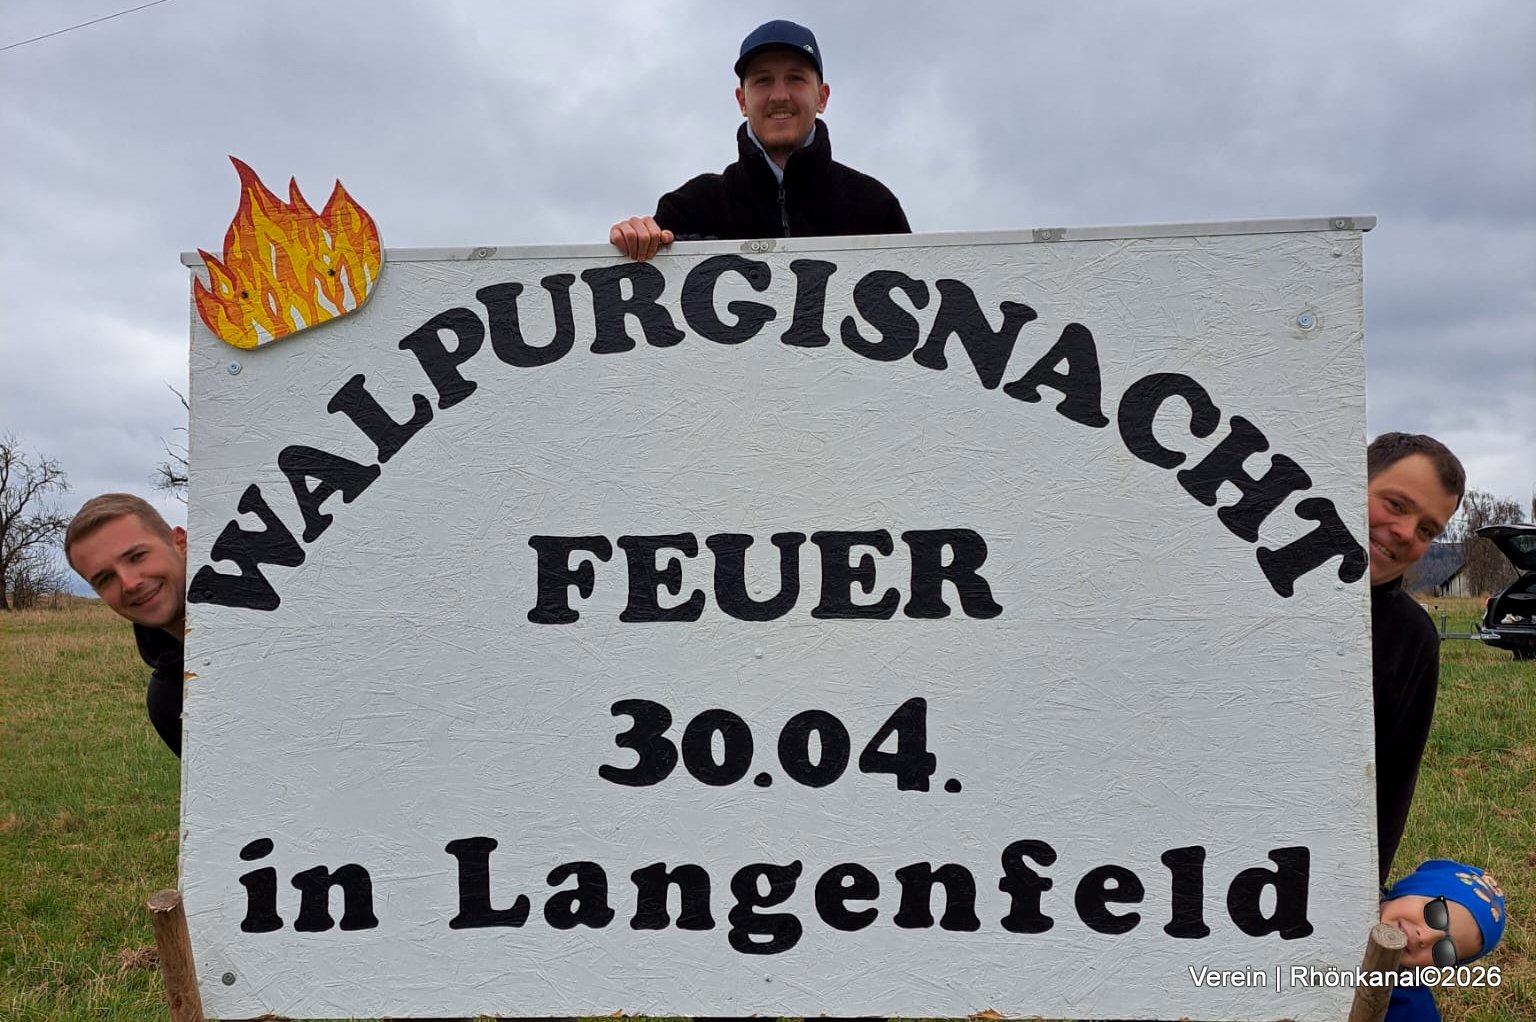 WALPURGISNACHT
FEUER
30.04.
in Langenfeld
Verein | Rhönkanal©2026